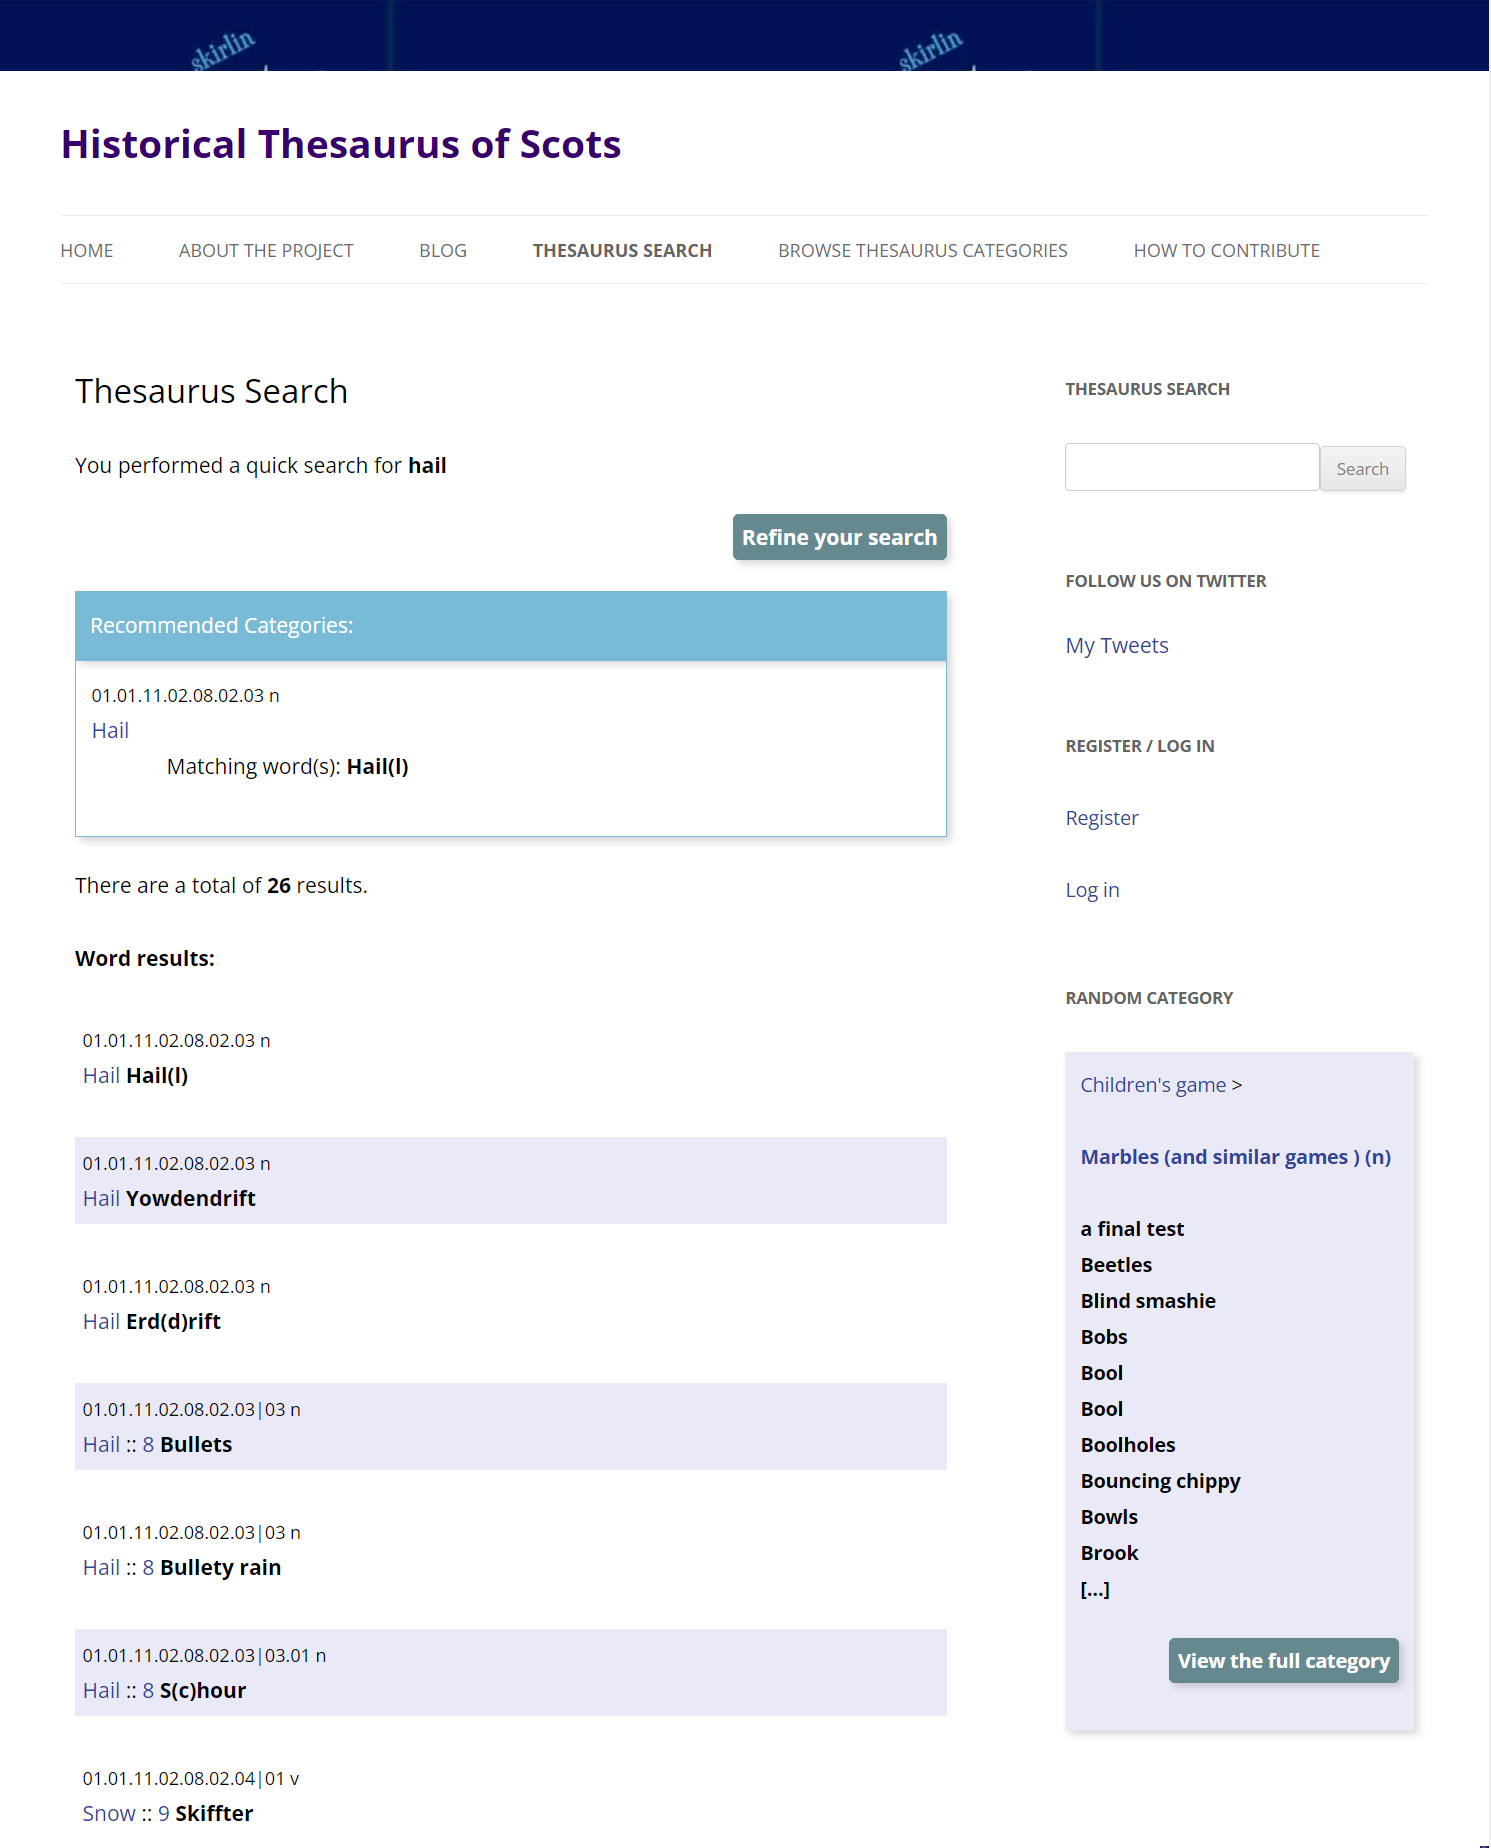 skirlin
skirlin
Historical Thesaurus of Scots
HOME
ABOUT THE PROJECT
BLOG
THESAURUS SEARCH
BROWSE THESAURUS CATEGORIES
HOW TO CONTRIBUTE
Thesaurus Search
You performed a quick search for hail
Refine your search
Recommended Categories:
01.01.11.02.08.02.03 n
Hail
Matching word(s): Hail(l)
There are a total of 26 results.
Word results:
01.01.11.02.08.02.03 n
Hail Hail(l)
01.01.11.02.08.02.03 n
Hail Yowdendrift
01.01.11.02.08.02.03 n
Hail Erd(d)rift
01.01.11.02.08.02.03|03 n
Hail :: 8 Bullets
01.01.11.02.08.02.03|03 n
Hail :: 8 Bullety rain
01.01.11.02.08.02.03|03.01 n
Hail :: 8 S(c)hour
01.01.11.02.08.02.04|01 v
Snow :: 9 Skiffter
THESAURUS SEARCH
Search
FOLLOW US ON TWITTER
My Tweets
REGISTER / LOG IN
Register
Log in
RANDOM CATEGORY
Children's game >
Marbles (and similar games ) (n)
a final test
Beetles
Blind smashie
Bobs
Bool
Bool
Boolholes
Bouncing chippy
Bowls
Brook
[...]
View the full category